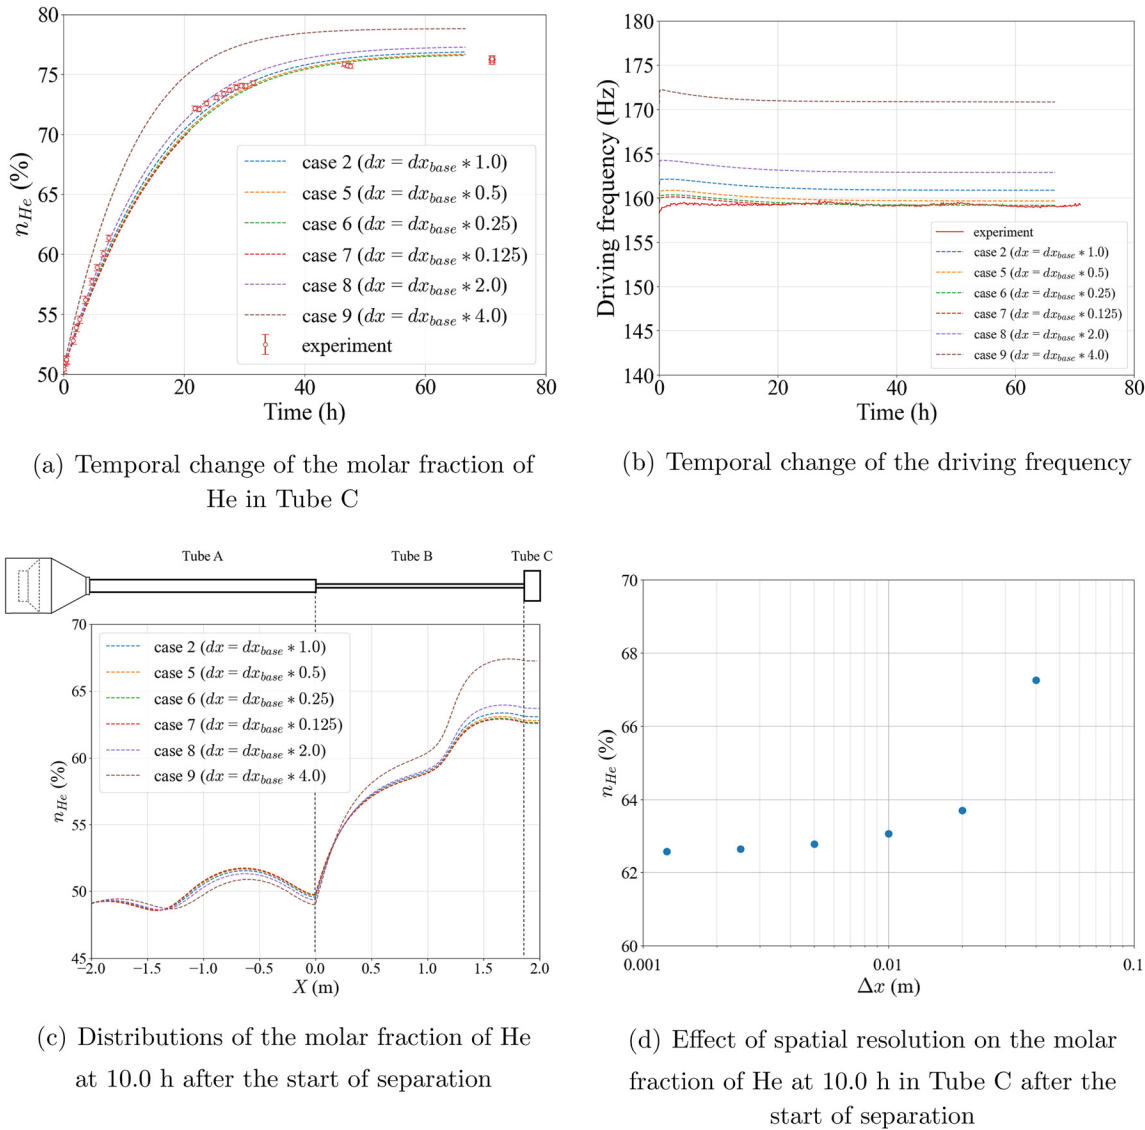 80
75
70
65
60
55
50
0
20
40
60
80
n_He (%)
Time (h)
case 2 (dx = dx_base * 1.0)
case 5 (dx = dx_base * 0.5)
case 6 (dx = dx_base * 0.25)
case 7 (dx = dx_base * 0.125)
case 8 (dx = dx_base * 2.0)
case 9 (dx = dx_base * 4.0)
experiment
(a) Temporal change of the molar fraction of
He in Tube C
180
175
170
165
160
155
150
145
140
0
20
40
60
80
Driving frequency (Hz)
Time (h)
experiment
case 2 (dx = dx_base * 1.0)
case 5 (dx = dx_base * 0.5)
case 6 (dx = dx_base * 0.25)
case 7 (dx = dx_base * 0.125)
case 8 (dx = dx_base * 2.0)
case 9 (dx = dx_base * 4.0)
(b) Temporal change of the driving frequency
Tube A
Tube B
Tube C
70
65
60
55
50
45
−2.0
−1.5
−1.0
−0.5
0.0
0.5
1.0
1.5
2.0
n_He (%)
X (m)
case 2 (dx = dx_base * 1.0)
case 5 (dx = dx_base * 0.5)
case 6 (dx = dx_base * 0.25)
case 7 (dx = dx_base * 0.125)
case 8 (dx = dx_base * 2.0)
case 9 (dx = dx_base * 4.0)
(c) Distributions of the molar fraction of He
at 10.0 h after the start of separation
70
68
66
64
62
60
0.001
0.01
0.1
n_He (%)
Δx (m)
(d) Effect of spatial resolution on the molar
fraction of He at 10.0 h in Tube C after the
start of separation